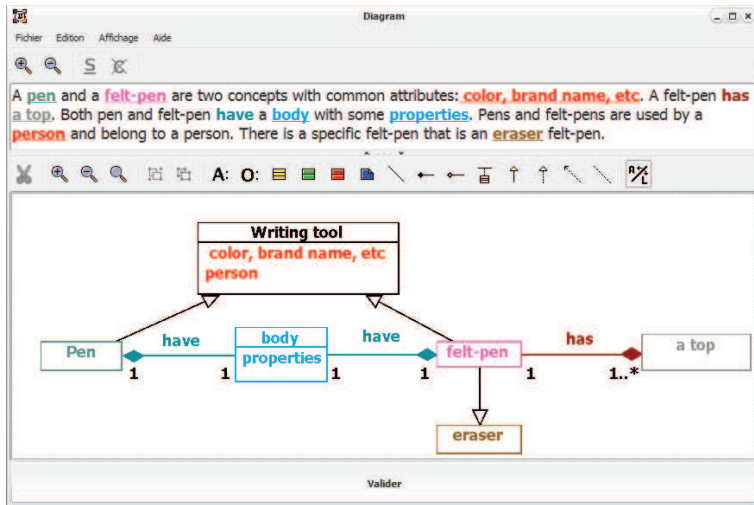 Diagram
Fichier Edition Affichage Aide
S
A pen and a felt-pen are two concepts with common attributes: color, brand name, etc. A felt-pen has
a top. Both pen and felt-pen have a body with some properties. Pens and felt-pens are used by a
person and belong to a person. There is a specific felt-pen that is an eraser felt-pen.
A: O: R/L
Writing tool
color, brand name, etc
person
Pen have body have felt-pen has a top
properties
1 1 1 1 1 1..*
eraser
Valider